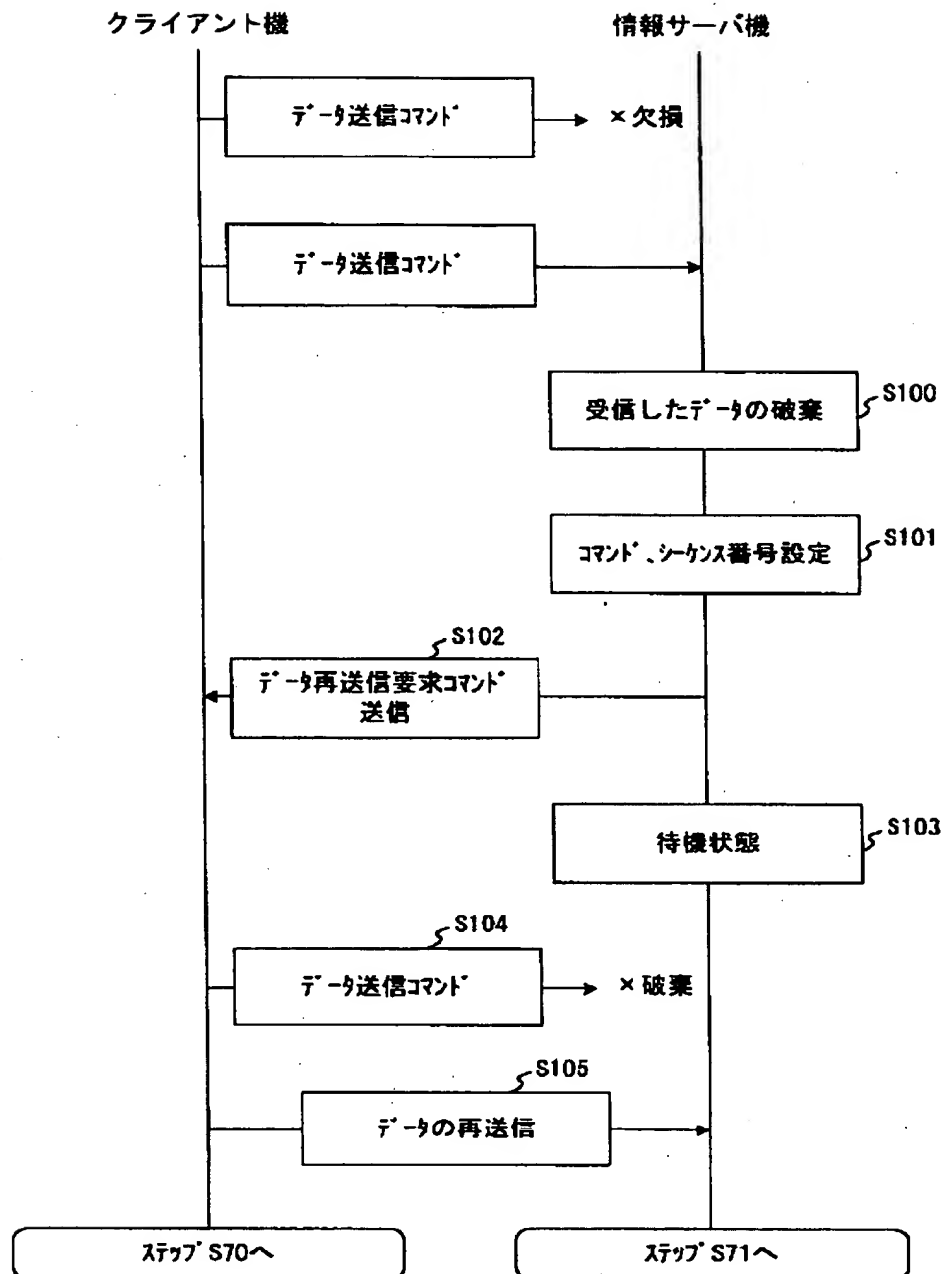 クライアント機
情報サーバ機
データ送信コマンド
×欠損
データ送信コマンド
受信したデータの破棄
S100
コマンド、シーケンス番号設定
S101
S102
データ再送信要求コマンド
送信
待機状態
S103
S104
データ送信コマンド
×破棄
S105
データの再送信
ステップS70へ
ステップS71へ